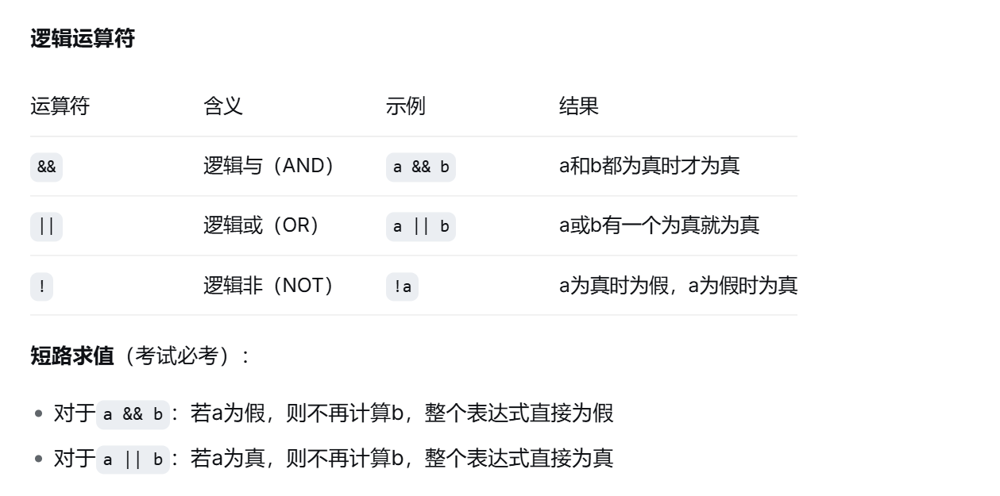 逻辑运算符
运算符 含义 示例 结果
&& 逻辑与（AND） a && b a和b都为真时才为真
|| 逻辑或（OR） a || b a或b有一个为真就为真
! 逻辑非（NOT） !a a为真时为假，a为假时为真
短路求值（考试必考）：
• 对于 a && b ：若a为假，则不再计算b，整个表达式直接为假
• 对于 a || b ：若a为真，则不再计算b，整个表达式直接为真